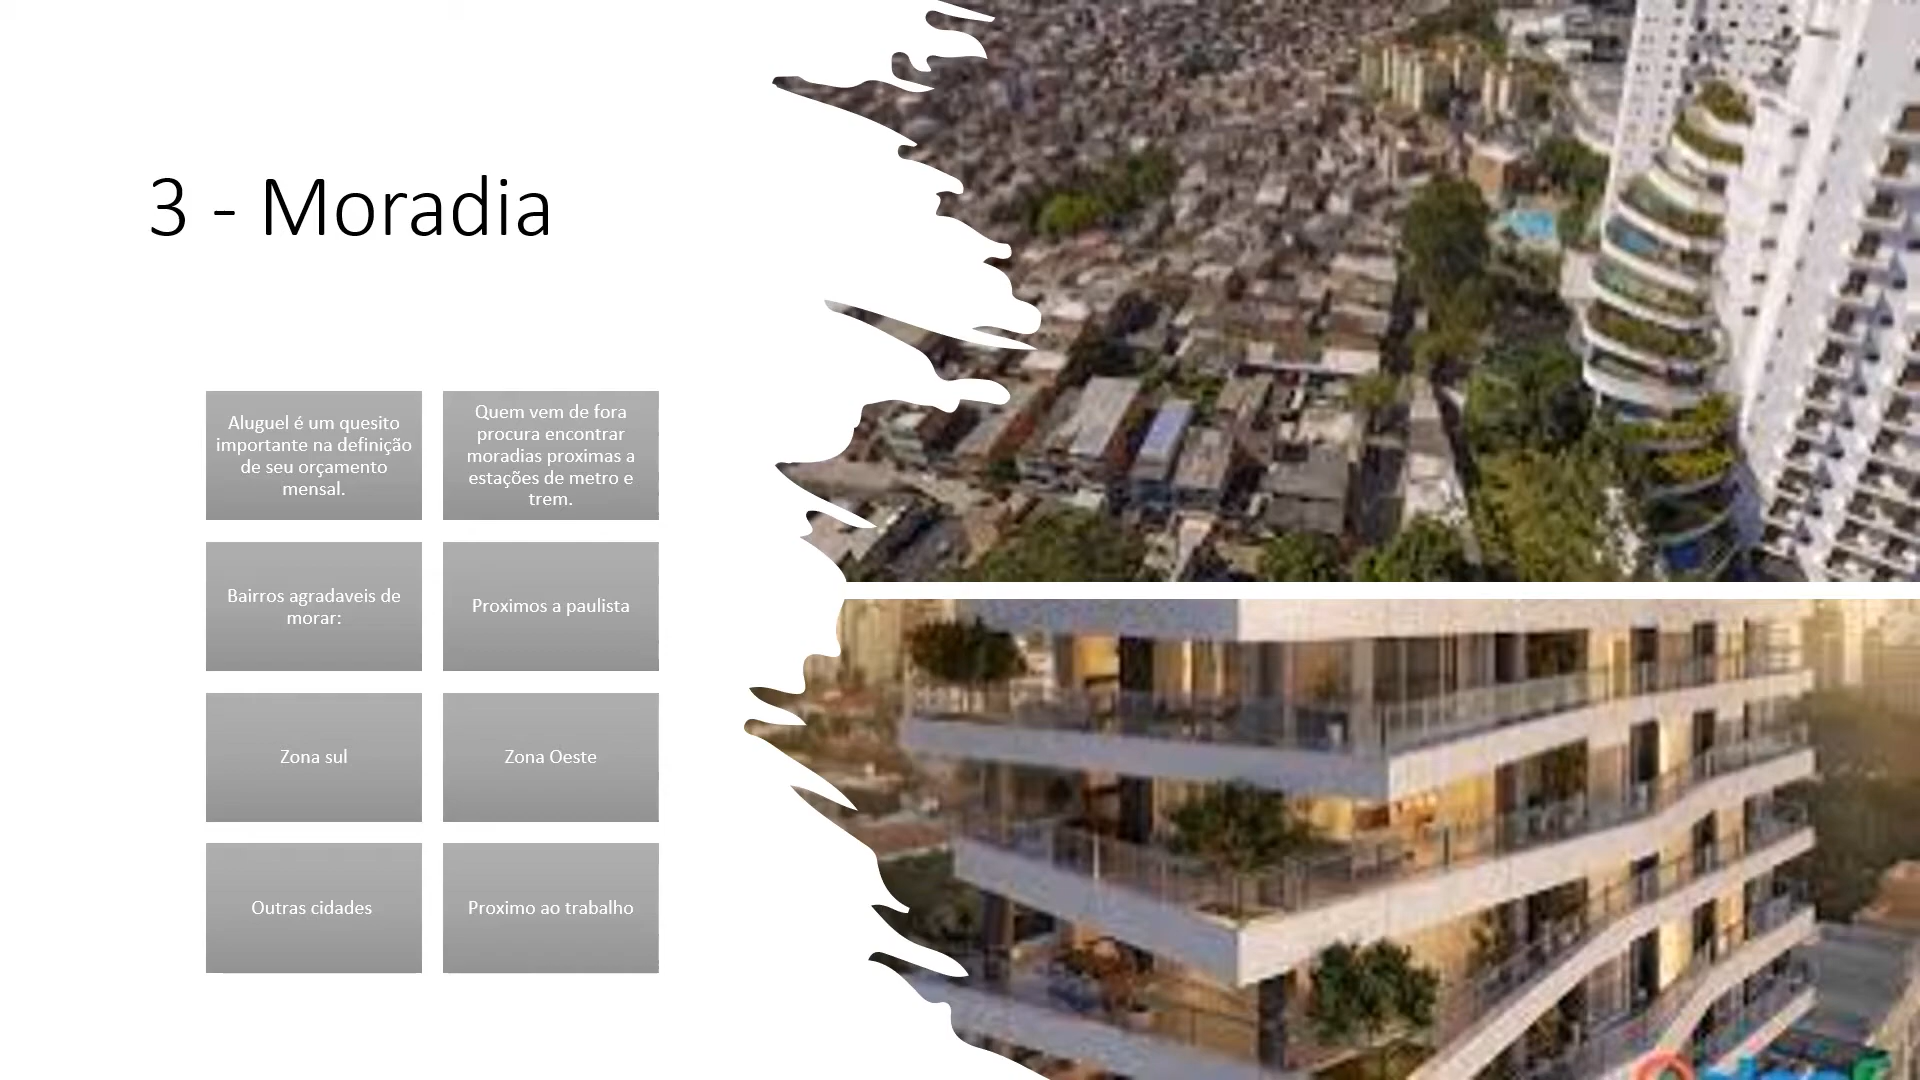 3 - Moradia
Aluguel é um quesito
importante na definição
de seu orçamento
mensal.
Quem vem de fora
procura encontrar
moradias proximas a
estações de metro e
trem.
Bairros agradaveis de
morar:
Proximos a paulista
Zona sul
Zona Oeste
Outras cidades
Proximo ao trabalho